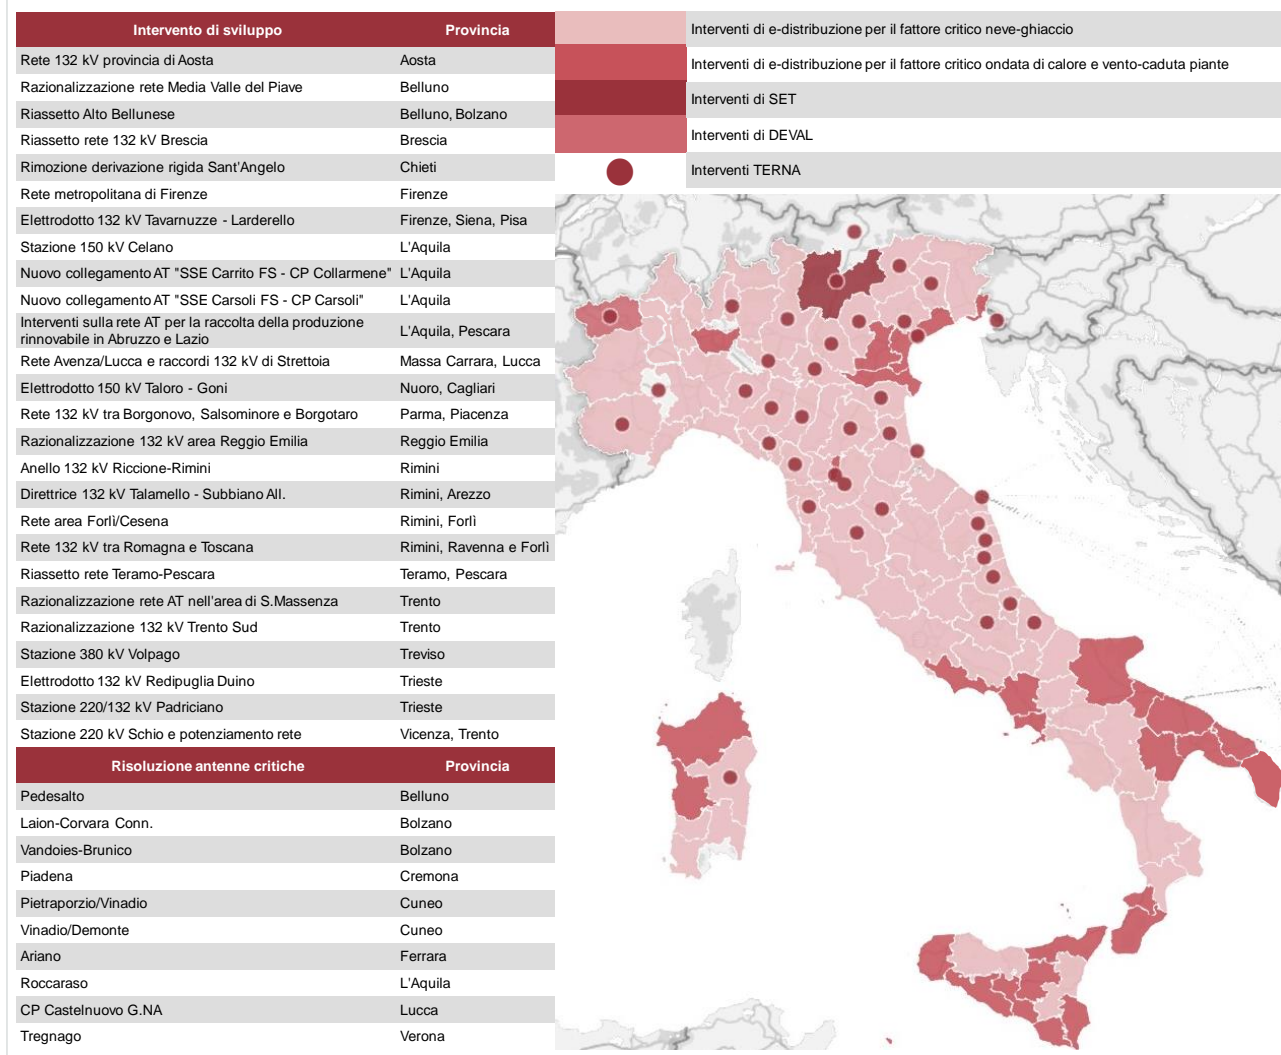 Intervento di sviluppo Provincia
Rete 132 kV provincia di Aosta Aosta
Razionalizzazione rete Media Valle del Piave Belluno
Riassetto Alto Bellunese Belluno, Bolzano
Riassetto rete 132 kV Brescia Brescia
Rimozione derivazione rigida Sant'Angelo Chieti
Rete metropolitana di Firenze Firenze
Elettrodotto 132 kV Tavarnuzze - Larderello Firenze, Siena, Pisa
Stazione 150 kV Celano L'Aquila
Nuovo collegamento AT "SSE Carrito FS - CP Collarmene" L'Aquila
Nuovo collegamento AT "SSE Carsoli FS - CP Carsoli" L'Aquila
Interventi sulla rete AT per la raccolta della produzione
rinnovabile in Abruzzo e Lazio L'Aquila, Pescara
Rete Avenza/Lucca e raccordi 132 kV di Strettoia Massa Carrara, Lucca
Elettrodotto 150 kV Taloro - Goni Nuoro, Cagliari
Rete 132 kV tra Borgonovo, Salsominore e Borgotaro Parma, Piacenza
Razionalizzazione 132 kV area Reggio Emilia Reggio Emilia
Anello 132 kV Riccione-Rimini Rimini
Direttrice 132 kV Talamello - Subbiano All. Rimini, Arezzo
Rete area Forlì/Cesena Rimini, Forlì
Rete 132 kV tra Romagna e Toscana Rimini, Ravenna e Forlì
Riassetto rete Teramo-Pescara Teramo, Pescara
Razionalizzazione rete AT nell'area di S.Massenza Trento
Razionalizzazione 132 kV Trento Sud Trento
Stazione 380 kV Volpago Treviso
Elettrodotto 132 kV Redipuglia Duino Trieste
Stazione 220/132 kV Padriciano Trieste
Stazione 220 kV Schio e potenziamento rete Vicenza, Trento
Risoluzione antenne critiche Provincia
Pedesalto Belluno
Laion-Corvara Conn. Bolzano
Vandoies-Brunico Bolzano
Piadena Cremona
Pietraporzio/Vinadio Cuneo
Vinadio/Demonte Cuneo
Ariano Ferrara
Roccaraso L'Aquila
CP Castelnuovo G.NA Lucca
Tregnago Verona
Interventi di e-distribuzione per il fattore critico neve-ghiaccio
Interventi di e-distribuzione per il fattore critico ondata di calore e vento-caduta piante
Interventi di SET
Interventi di DEVAL
Interventi TERNA